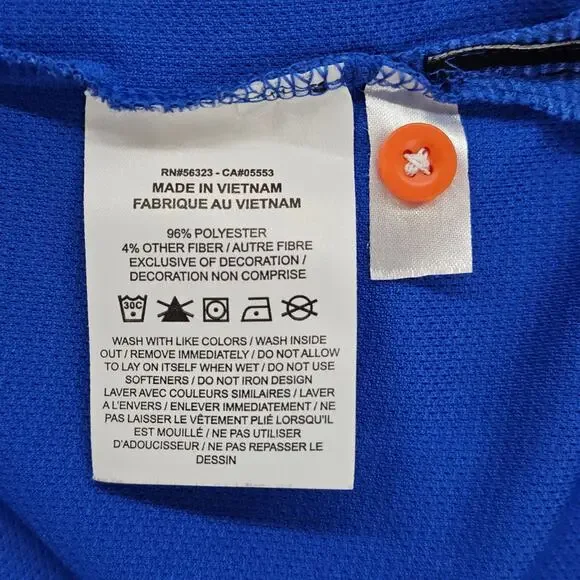 RN#56323 - CA#05553
MADE IN VIETNAM
FABRIQUE AU VIETNAM
96% POLYESTER
4% OTHER FIBER / AUTRE FIBRE
EXCLUSIVE OF DECORATION /
DECORATION NON COMPRISE
30C
WASH WITH LIKE COLORS / WASH INSIDE
OUT / REMOVE IMMEDIATELY / DO NOT ALLOW
TO LAY ON ITSELF WHEN WET / DO NOT USE
SOFTENERS / DO NOT IRON DESIGN
LAVER AVEC COULEURS SIMILAIRES / LAVER
A L'ENVERS / ENLEVER IMMEDIATEMENT / NE
PAS LAISSER LE VÊTEMENT PLIÉ LORSQU'IL
EST MOUILLÉ / NE PAS UTILISER
D'ADOUCISSEUR / NE PAS REPASSER LE
DESSIN